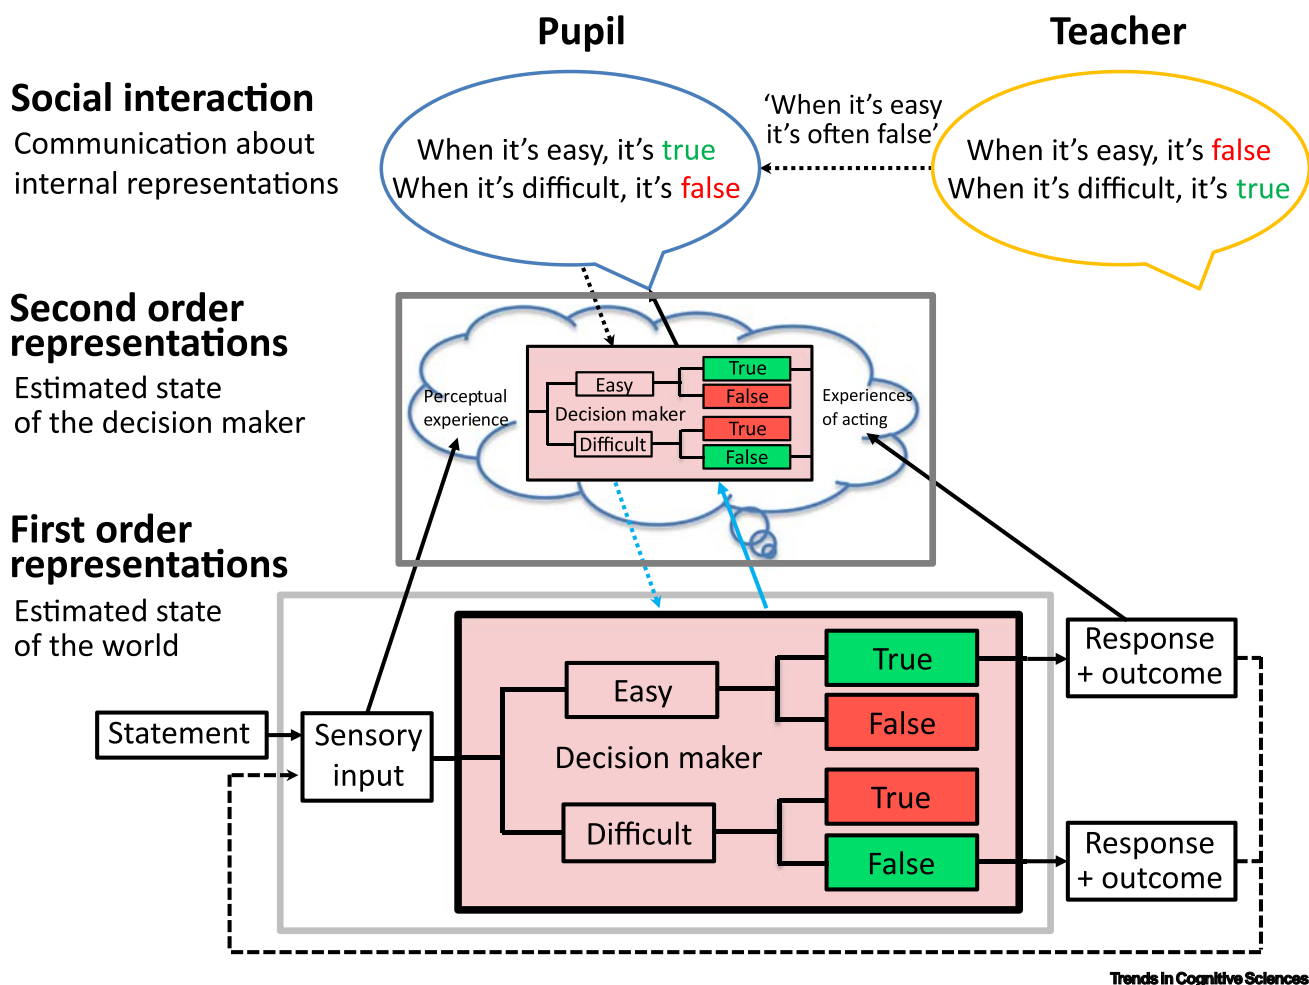 Pupil
Teacher
Social interaction
Communication about
internal representations
When it's easy, it's true
When it's difficult, it's false
‘When it's easy
it's often false’
When it's easy, it's false
When it's difficult, it's true
Second order
representations
Estimated state
of the decision maker
Perceptual
experience
Easy
Decision maker
Difficult
True
False
True
False
Experiences
of acting
First order
representations
Estimated state
of the world
Statement
Sensory
input
Easy
Decision maker
Difficult
True
False
True
False
Response
+ outcome
Response
+ outcome
Trends in Cognitive Sciences